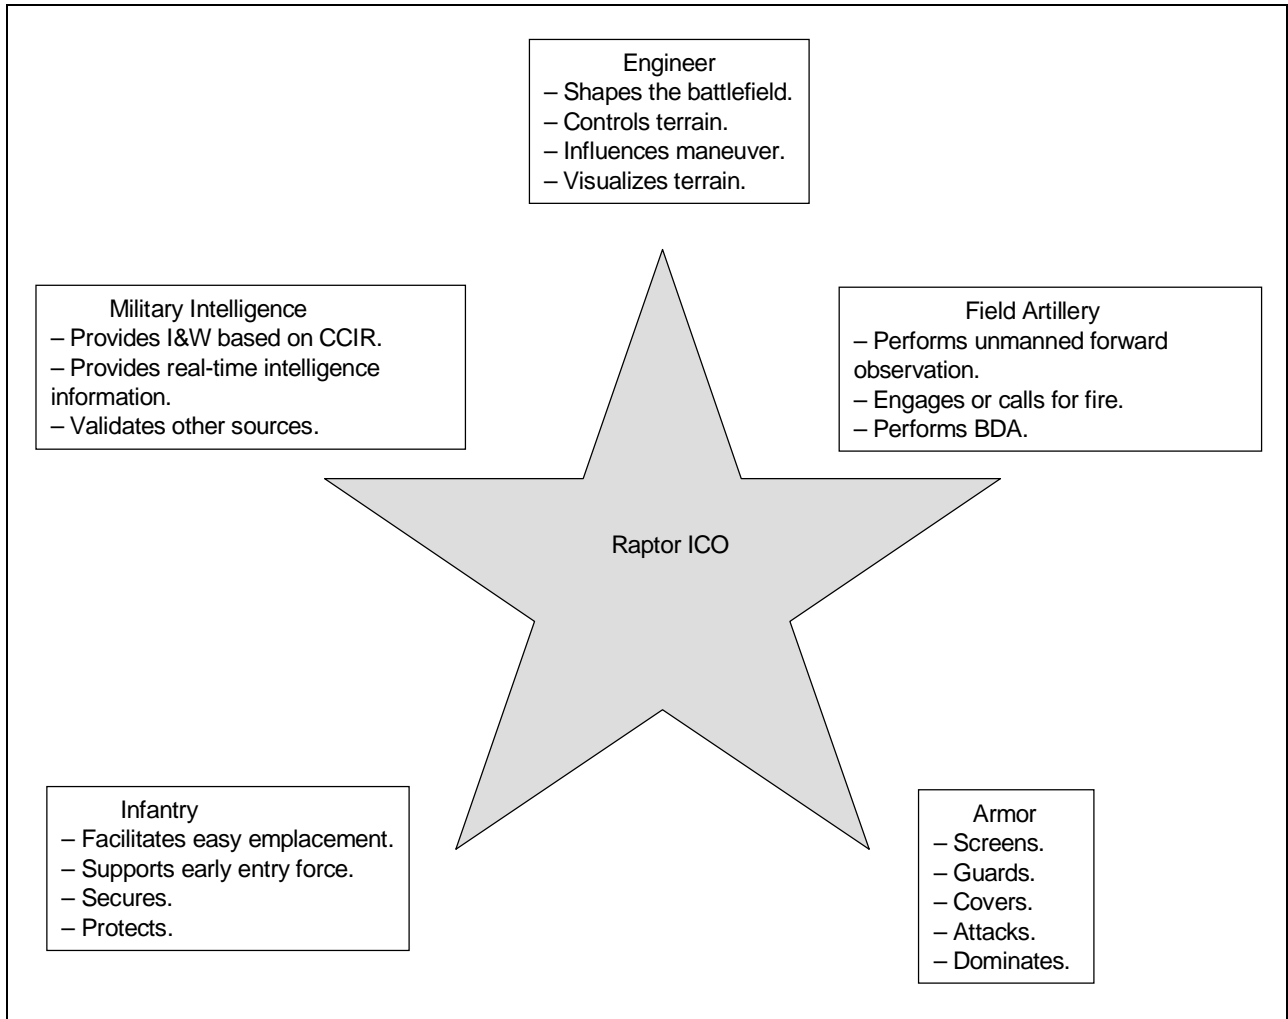 Engineer
– Shapes the battlefield.
– Controls terrain.
– Influences maneuver.
– Visualizes terrain.
Military Intelligence
– Provides I&W based on CCIR.
– Provides real-time intelligence
information.
– Validates other sources.
Field Artillery
– Performs unmanned forward
observation.
– Engages or calls for fire.
– Performs BDA.
Raptor ICO
Infantry
– Facilitates easy emplacement.
– Supports early entry force.
– Secures.
– Protects.
Armor
– Screens.
– Guards.
– Covers.
– Attacks.
– Dominates.